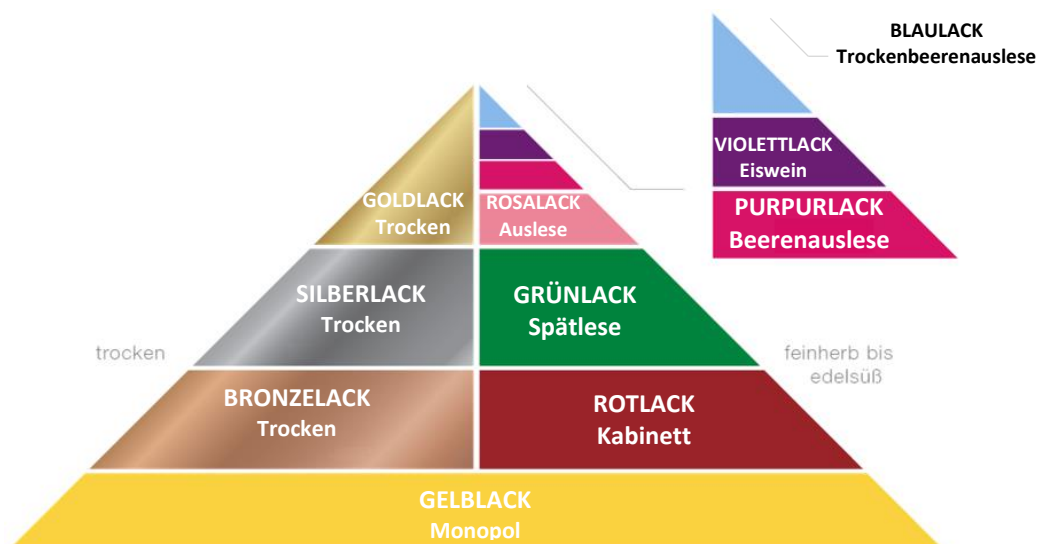 BLAULACK
Trockenbeerenauslese
VIOLETTLACK
Eiswein
PURPURLACK
Beerenauslese
GOLDLACK
Trocken
ROSALACK
Auslese
SILBERLACK
Trocken
GRÜNLACK
Spätlese
trocken
feinherb bis
edelsüß
BRONZELACK
Trocken
ROTLACK
Kabinett
GELBLACK
Monopol